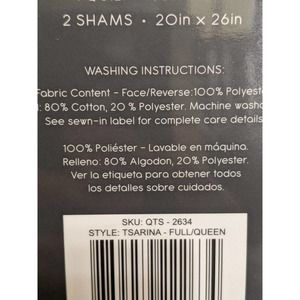 2 SHAMS • 20in x 26in
WASHING INSTRUCTIONS:
Fabric Content - Face/Reverse:100% Polyest
: 80% Cotton, 20 % Polyester. Machine washa
See sewn-in label for complete care details
100% Poliéster - Lavable en máquina.
Relleno: 80% Algodon, 20% Polyester.
Ver la etiqueta para obtener todos
los detalles sobre cuidados.
SKU: QTS - 2634
STYLE: TSARINA - FULL/QUEEN